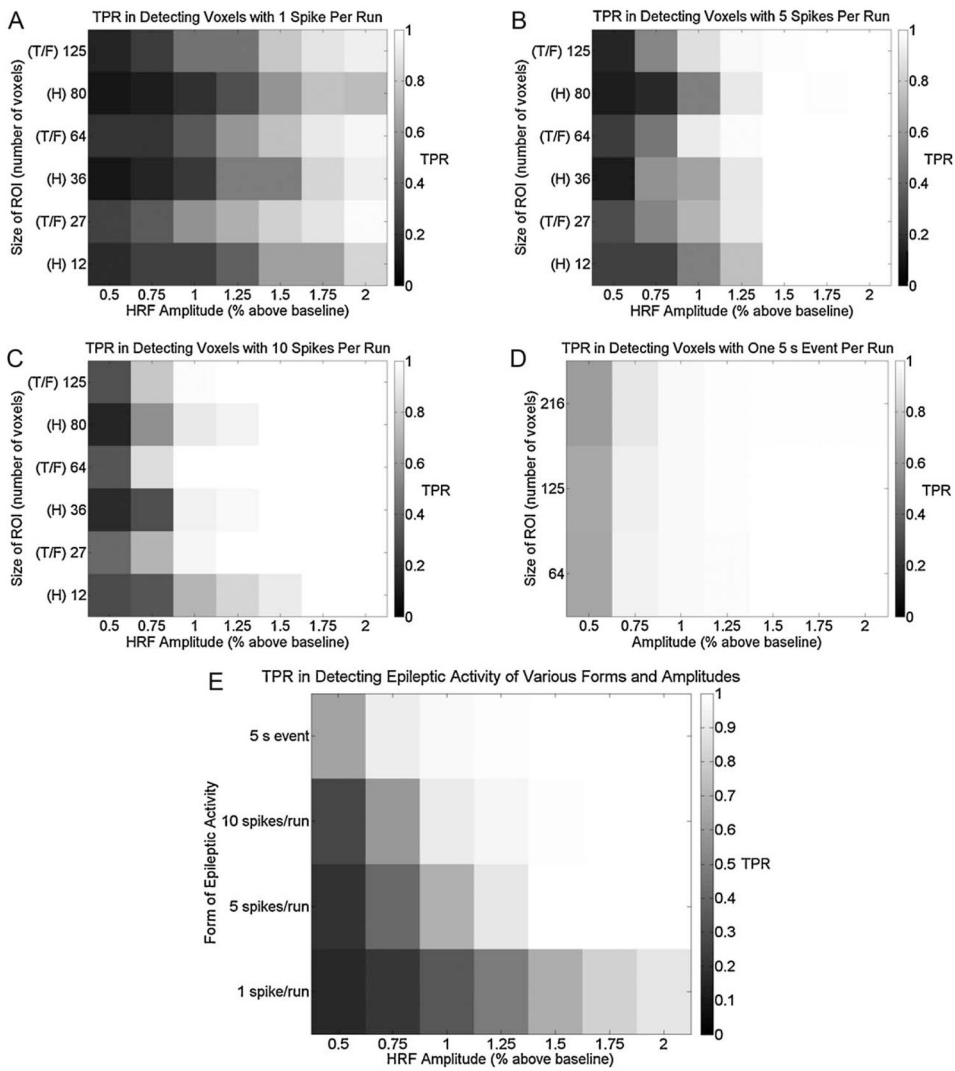 A
TPR in Detecting Voxels with 1 Spike Per Run
Size of ROI (number of voxels)
(T/F) 125
(H) 80
(T/F) 64
(H) 36
(T/F) 27
(H) 12
0.5 0.75 1 1.25 1.5 1.75 2
HRF Amplitude (% above baseline)
1
0.8
0.6
0.4
0.2
0
TPR
B
TPR in Detecting Voxels with 5 Spikes Per Run
Size of ROI (number of voxels)
(T/F) 125
(H) 80
(T/F) 64
(H) 36
(T/F) 27
(H) 12
0.5 0.75 1 1.25 1.5 1.75 2
HRF Amplitude (% above baseline)
1
0.8
0.6
0.4
0.2
0
TPR
C
TPR in Detecting Voxels with 10 Spikes Per Run
Size of ROI (number of voxels)
(T/F) 125
(H) 80
(T/F) 64
(H) 36
(T/F) 27
(H) 12
0.5 0.75 1 1.25 1.5 1.75 2
HRF Amplitude (% above baseline)
1
0.8
0.6
0.4
0.2
0
TPR
D
TPR in Detecting Voxels with One 5 s Event Per Run
Size of ROI (number of voxels)
216
125
64
0.5 0.75 1 1.25 1.5 1.75 2
Amplitude (% above baseline)
1
0.8
0.6
0.4
0.2
0
TPR
E
TPR in Detecting Epileptic Activity of Various Forms and Amplitudes
Form of Epileptic Activity
5 s event
10 spikes/run
5 spikes/run
1 spike/run
0.5 0.75 1 1.25 1.5 1.75 2
HRF Amplitude (% above baseline)
1
0.9
0.8
0.7
0.6
0.5
0.4
0.3
0.2
0.1
0
TPR